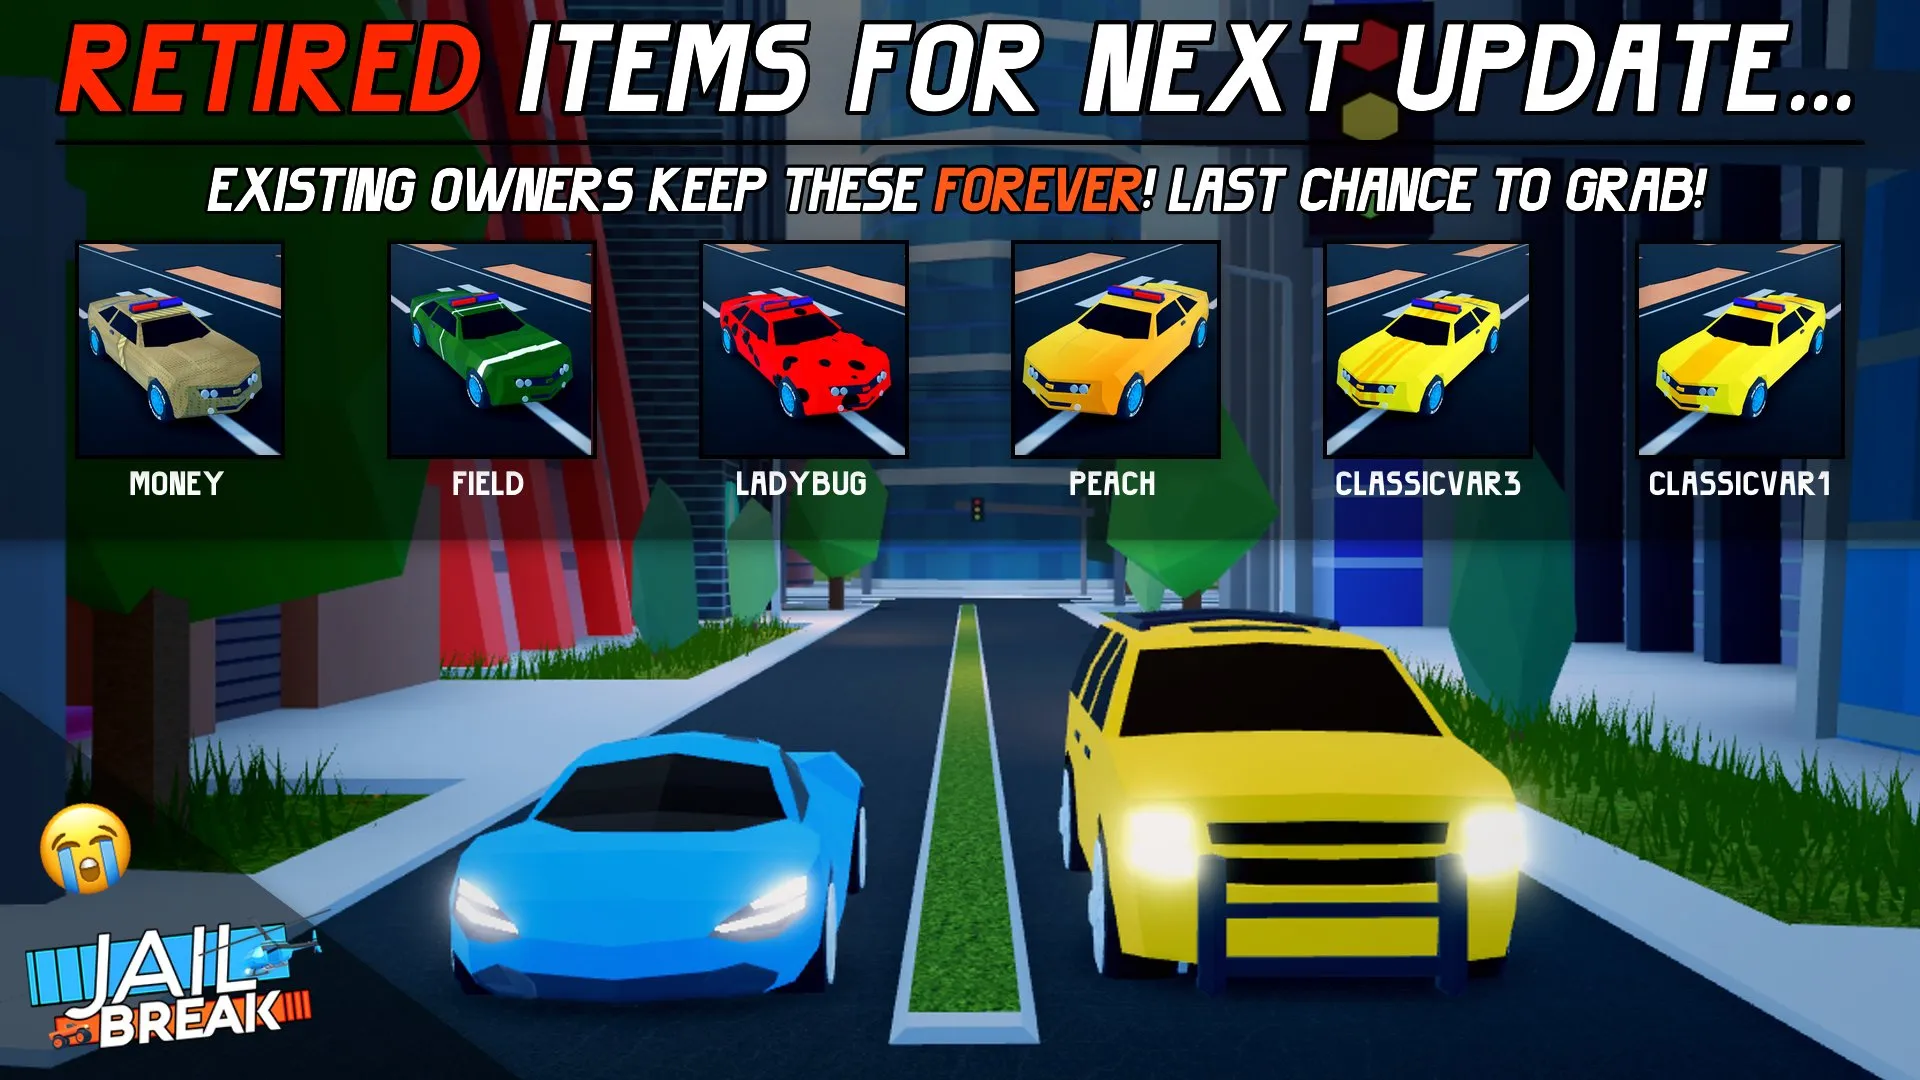 RETIRED ITEMS FOR NEXT UPDATE...
EXISTING OWNERS KEEP THESE FOREVER! LAST CHANCE TO GRAB!
MONEY
FIELD
LADYBUG
PEACH
CLASSICVAR3
CLASSICVAR1
JAIL
BREAK